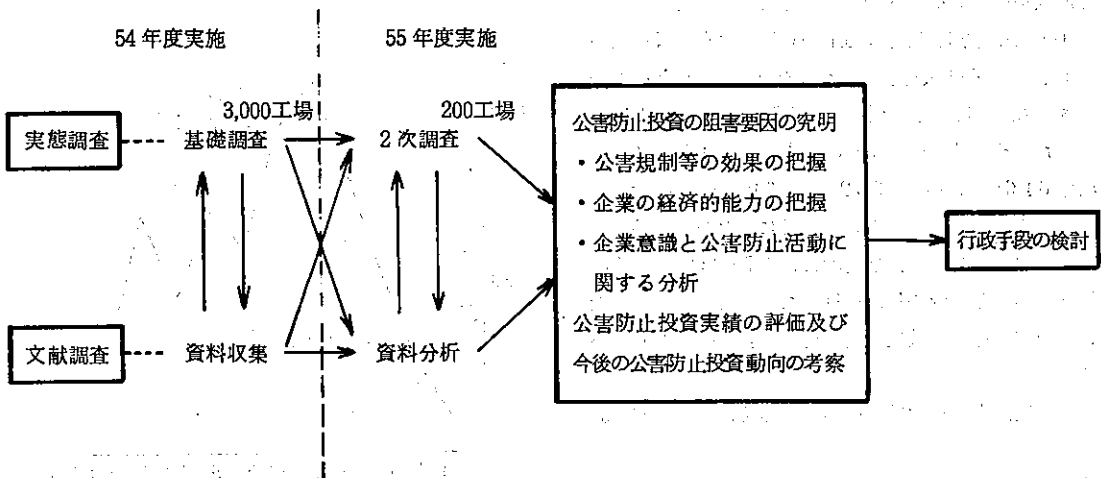 54年度実施
55年度実施
3,000工場
200工場
実態調査
基礎調査
2次調査
文献調査
資料収集
資料分析
公害防止投資の阻害要因の究明
・公害規制等の効果の把握
・企業の経済的能力の把握
・企業意識と公害防止活動に
関する分析
公害防止投資実績の評価及び
今後の公害防止投資動向の考察
行政手段の検討